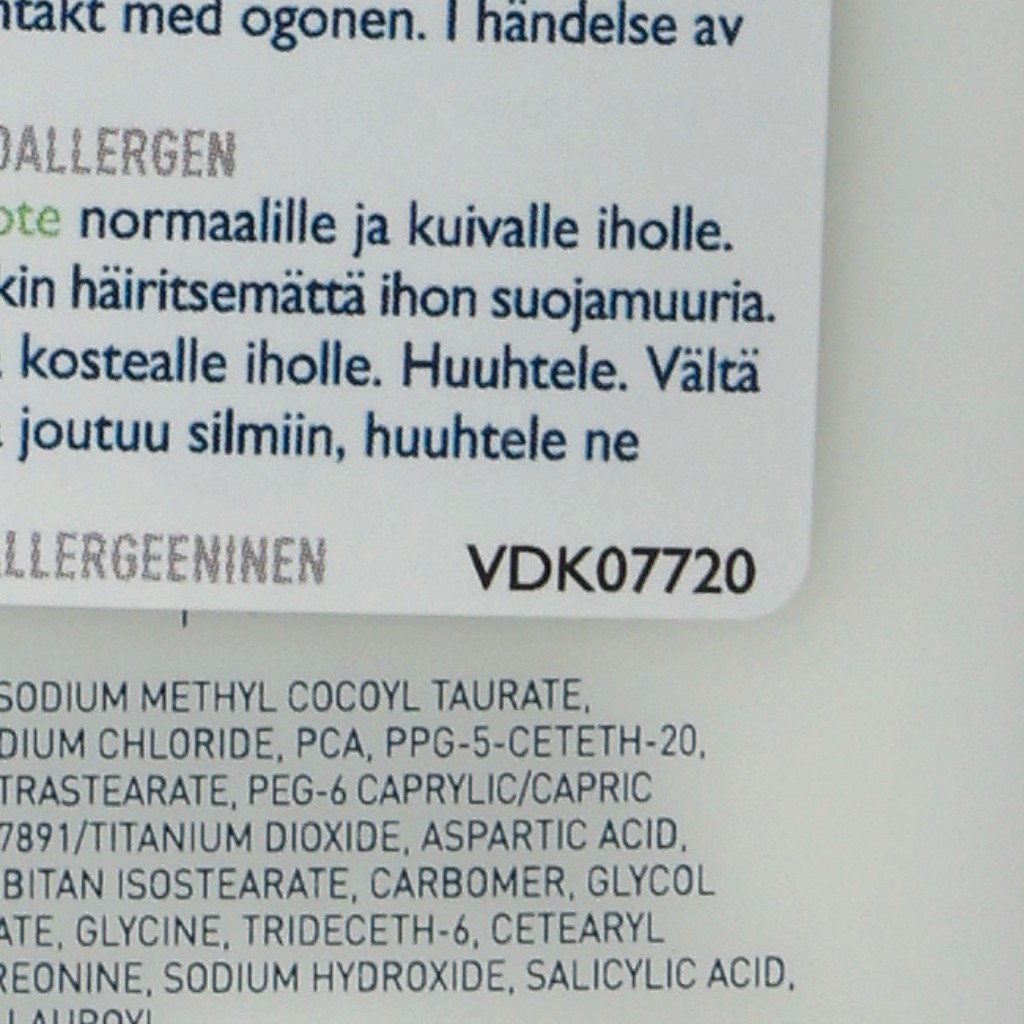 ntakt med ogonen. I händelse av
OALLERGEN
ote normaalille ja kuivalle iholle.
kin häiritsemättä ihon suojamuuria.
kostealle iholle. Huuhtele. Vältä
joutuu silmiin, huuhtele ne
ALLERGEENINEN
VDK07720
SODIUM METHYL COCOYL TAURATE,
DIUM CHLORIDE, PCA, PPG-5-CETETH-20,
TRASTEARATE, PEG-6 CAPRYLIC/CAPRIC
7891/TITANIUM DIOXIDE, ASPARTIC ACID,
BITAN ISOSTEARATE, CARBOMER, GLYCOL
ATE, GLYCINE, TRIDECETH-6, CETEARYL
REONINE, SODIUM HYDROXIDE, SALICYLIC ACID,
LAUROYL